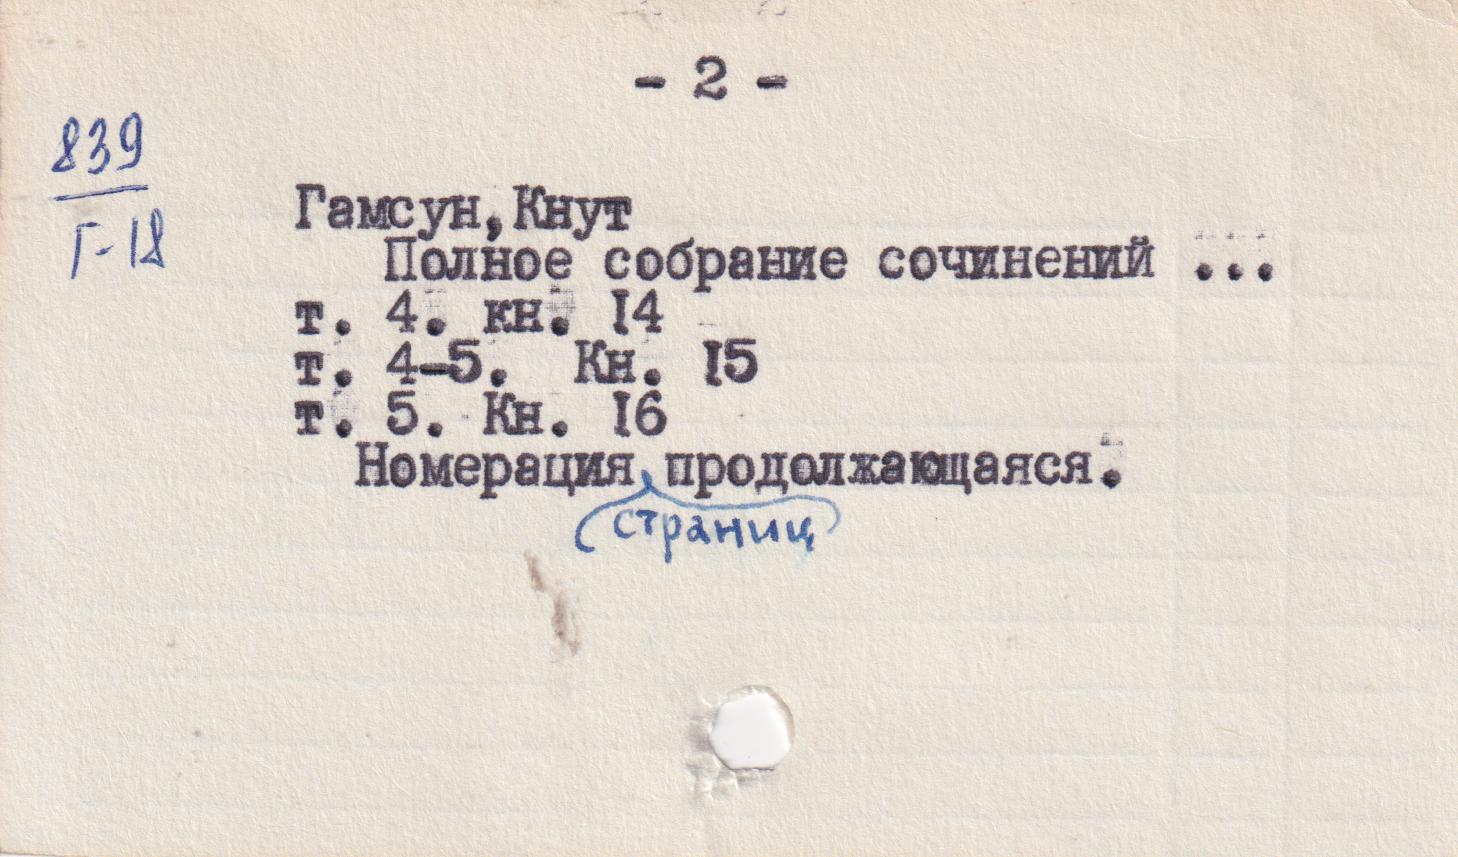 - 2 -
839
Г-18
Гамсун, Кнут
Полное собрание сочинений ...
т. 4. кн. 14
т. 4-5. Кн. 15
т. 5. Кн. 16
Номерация продолжающаяся.
страниц